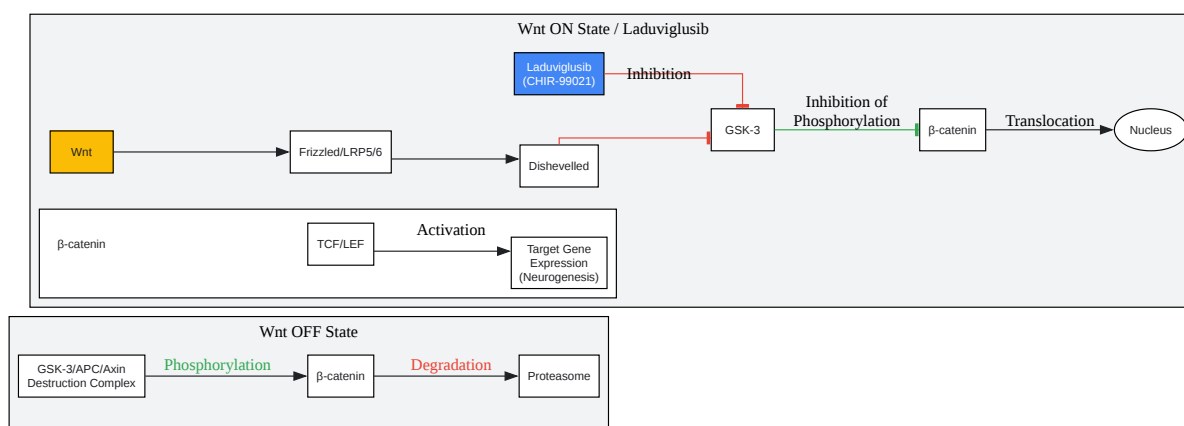 Wnt ON State / Laduviglusib
Laduviglusib
(CHIR-99021)
Inhibition
GSK-3
Inhibition of
Phosphorylation
β-catenin
Translocation
Nucleus
Wnt
Frizzled/LRP5/6
Dishevelled
β-catenin
TCF/LEF
Activation
Target Gene
Expression
(Neurogenesis)
Wnt OFF State
GSK-3/APC/Axin
Destruction Complex
Phosphorylation
β-catenin
Degradation
Proteasome